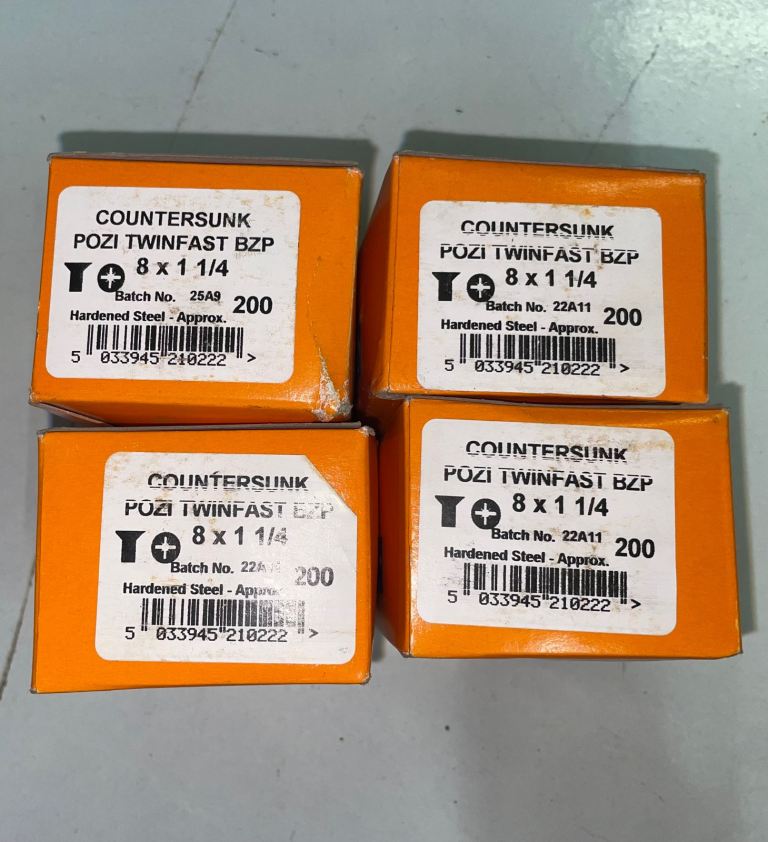 COUNTERSUNK
POZI TWINFAST BZP
8 x 1 1/4
Batch No. 25A9
200
Hardened Steel - Approx.
5 033945 210222 >
COUNTERSUNK
POZI TWINFAST BZP
8 x 1 1/4
Batch No. 22A11
200
Hardened Steel - Approx.
5 033945 210222 >
COUNTERSUNK
POZI TWINFAST BZP
8 x 1 1/4
Batch No.
200
Hardened Steel - Approx.
5 033945 210222 >
COUNTERSUNK
POZI TWINFAST BZP
8 x 1 1/4
Batch No. 22A11
200
Hardened Steel - Approx.
5 033945 210222 >